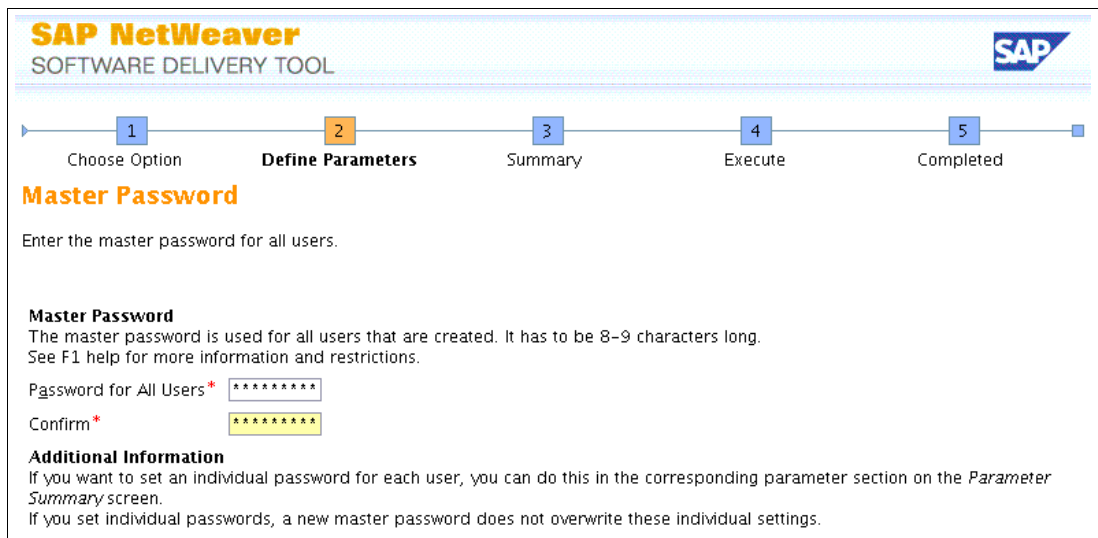 SAP NetWeaver
SOFTWARE DELIVERY TOOL
SAP
1 2 3 4 5
Choose Option Define Parameters Summary Execute Completed
Master Password
Enter the master password for all users.
Master Password
The master password is used for all users that are created. It has to be 8-9 characters long.
See F1 help for more information and restrictions.
Password for All Users* *********
Confirm* *********
Additional Information
If you want to set an individual password for each user, you can do this in the corresponding parameter section on the Parameter
Summary screen.
If you set individual passwords, a new master password does not overwrite these individual settings.